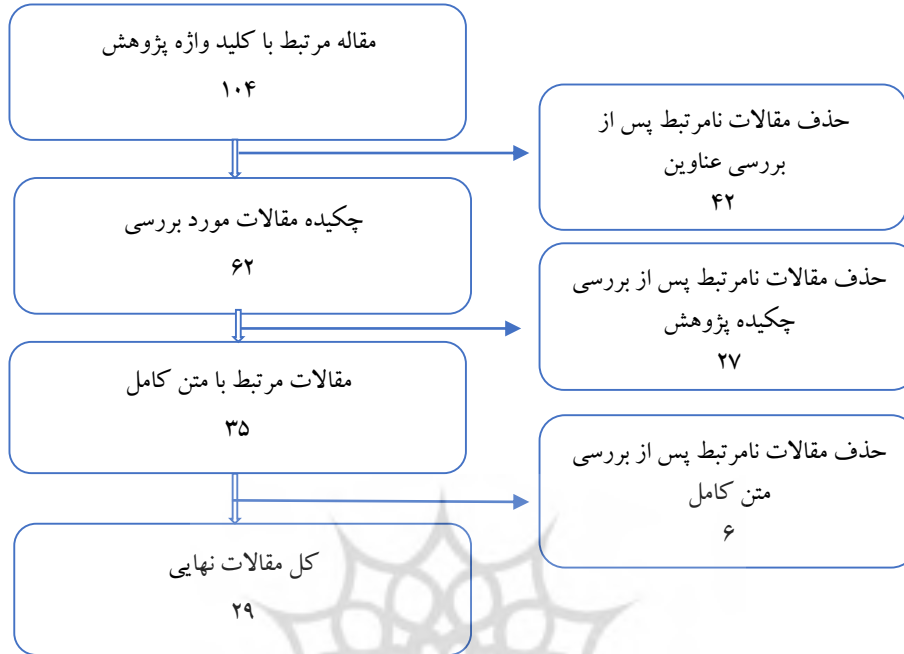 مقاله مرتبط با کلید واژه پژوهش
۱۰۴
حذف مقالات نامرتبط پس از
بررسی عناوین
۴۲
چکیده مقالات مورد بررسی
۶۲
حذف مقالات نامرتبط پس از بررسی
چکیده پژوهش
۲۷
مقالات مرتبط با متن کامل
۳۵
حذف مقالات نامرتبط پس از بررسی
متن کامل
۶
کل مقالات نهایی
۲۹